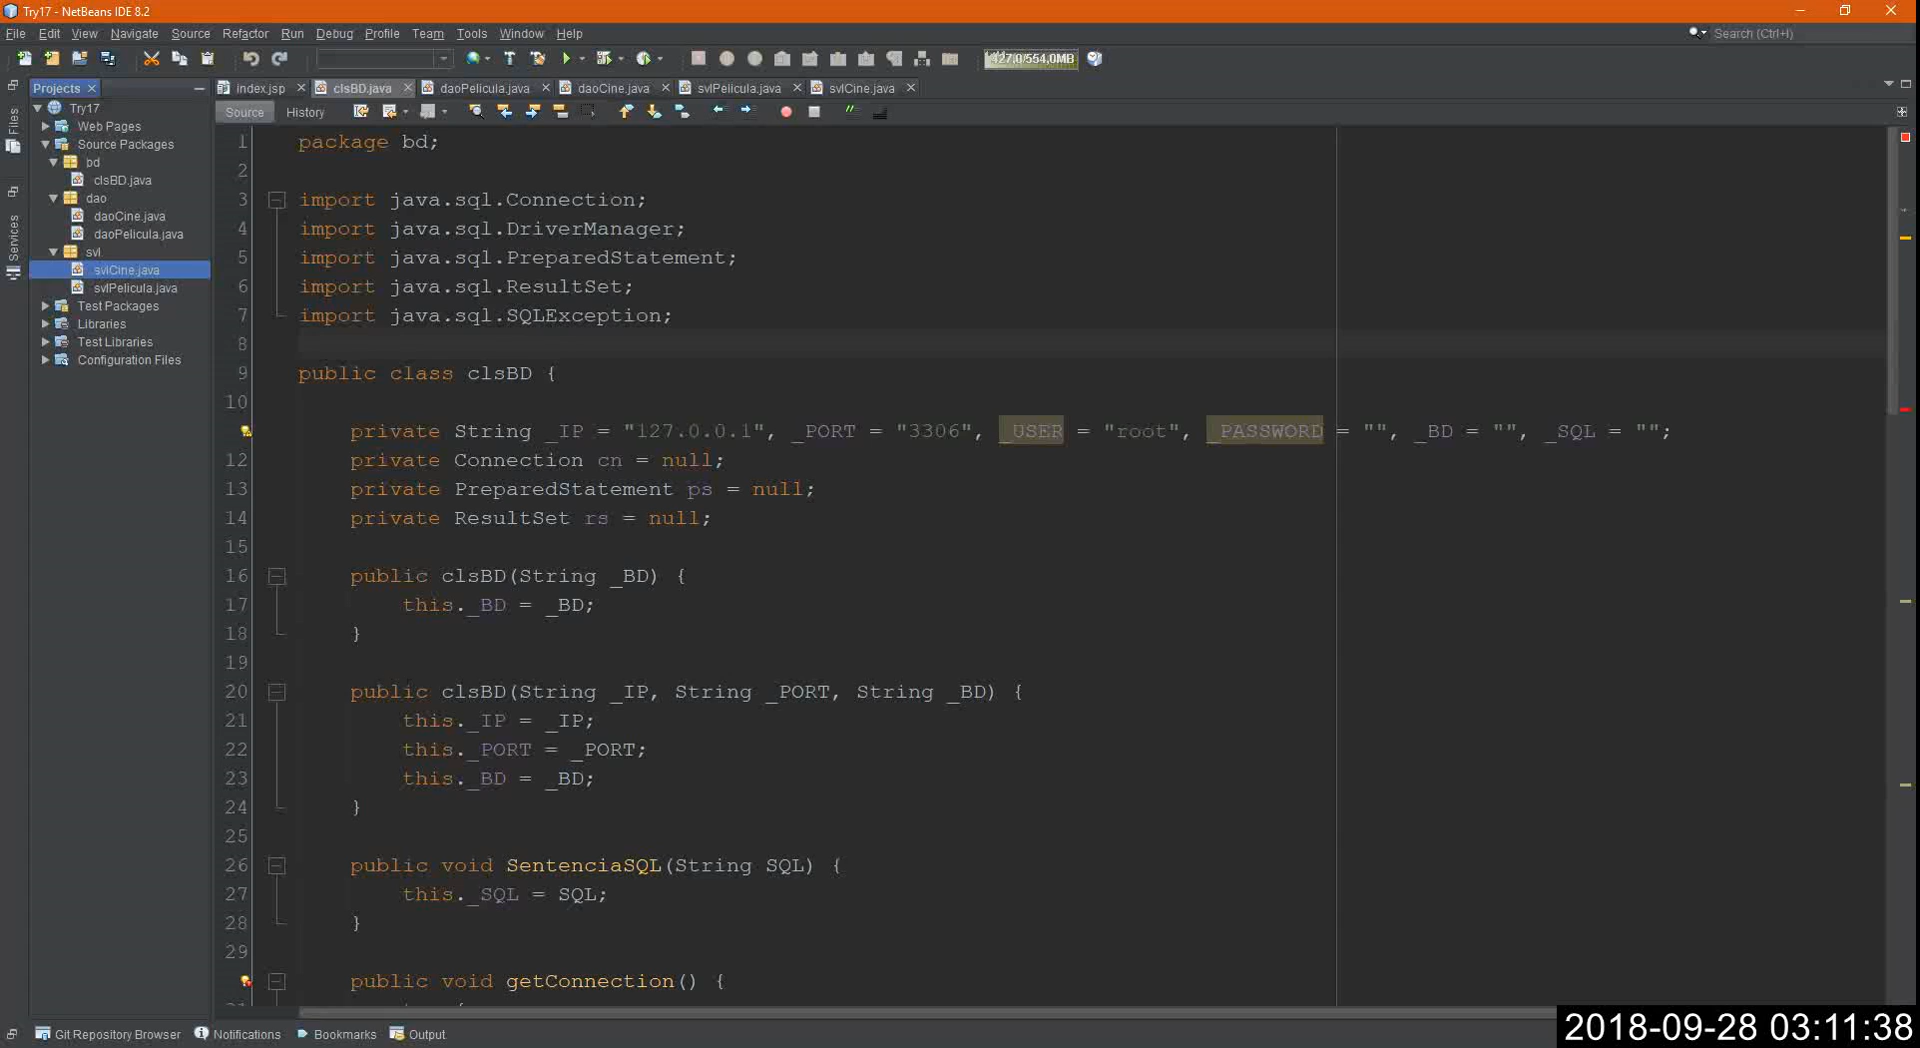 Try17 - NetBeans IDE 8.2
File Edit View Navigate Source Refactor Run Debug Profile Team Tools Window Help
Search (Ctrl+I)
127.0/554.0MB
Projects
index.jsp clsBD.java daoPelicula.java daoCine.java svlPelicula.java svlCine.java
Source History
Files
Services
Try17
Web Pages
Source Packages
bd
clsBD.java
dao
daoCine.java
daoPelicula.java
svl
svlCine.java
svlPelicula.java
Test Packages
Libraries
Test Libraries
Configuration Files
1 package bd;
2
3 import java.sql.Connection;
4 import java.sql.DriverManager;
5 import java.sql.PreparedStatement;
6 import java.sql.ResultSet;
7 import java.sql.SQLException;
8
9 public class clsBD {
10
private String _IP = "127.0.0.1", _PORT = "3306", _USER = "root", _PASSWORD = "", _BD = "", _SQL = "";
12 private Connection cn = null;
13 private PreparedStatement ps = null;
14 private ResultSet rs = null;
15
16 public clsBD(String _BD) {
17 this._BD = _BD;
18 }
19
20 public clsBD(String _IP, String _PORT, String _BD) {
21 this._IP = _IP;
22 this._PORT = _PORT;
23 this._BD = _BD;
24 }
25
26 public void SentenciaSQL(String SQL) {
27 this._SQL = SQL;
28 }
29
public void getConnection() {
Git Repository Browser Notifications Bookmarks Output
2018-09-28 03:11:38